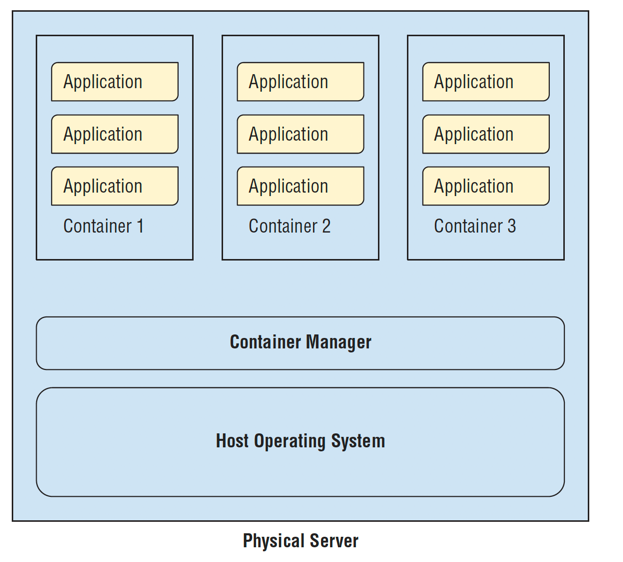 Application
Application
Application
Container 1
Application
Application
Application
Container 2
Application
Application
Application
Container 3
Container Manager
Host Operating System
Physical Server